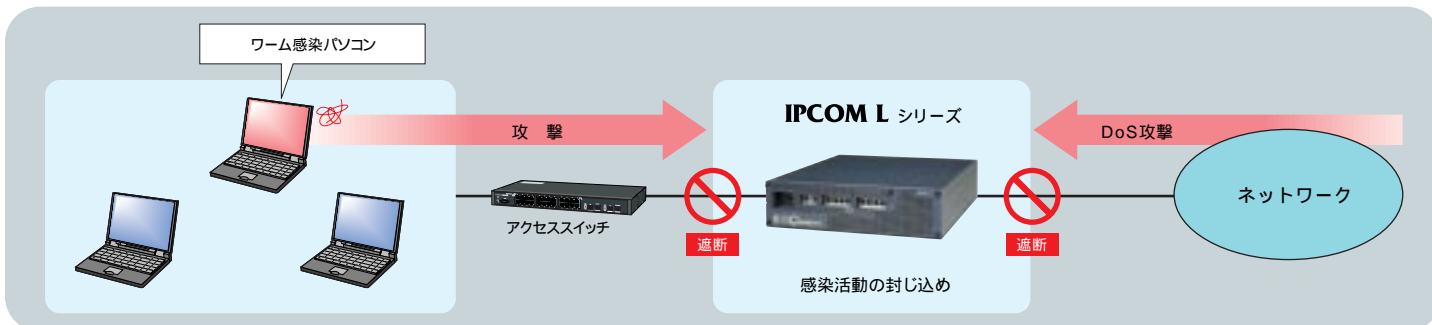 ワーム感染パソコン
攻 撃
IPCOM L シリーズ
DoS攻撃
ネットワーク
アクセススイッチ
遮断
遮断
感染活動の封じ込め